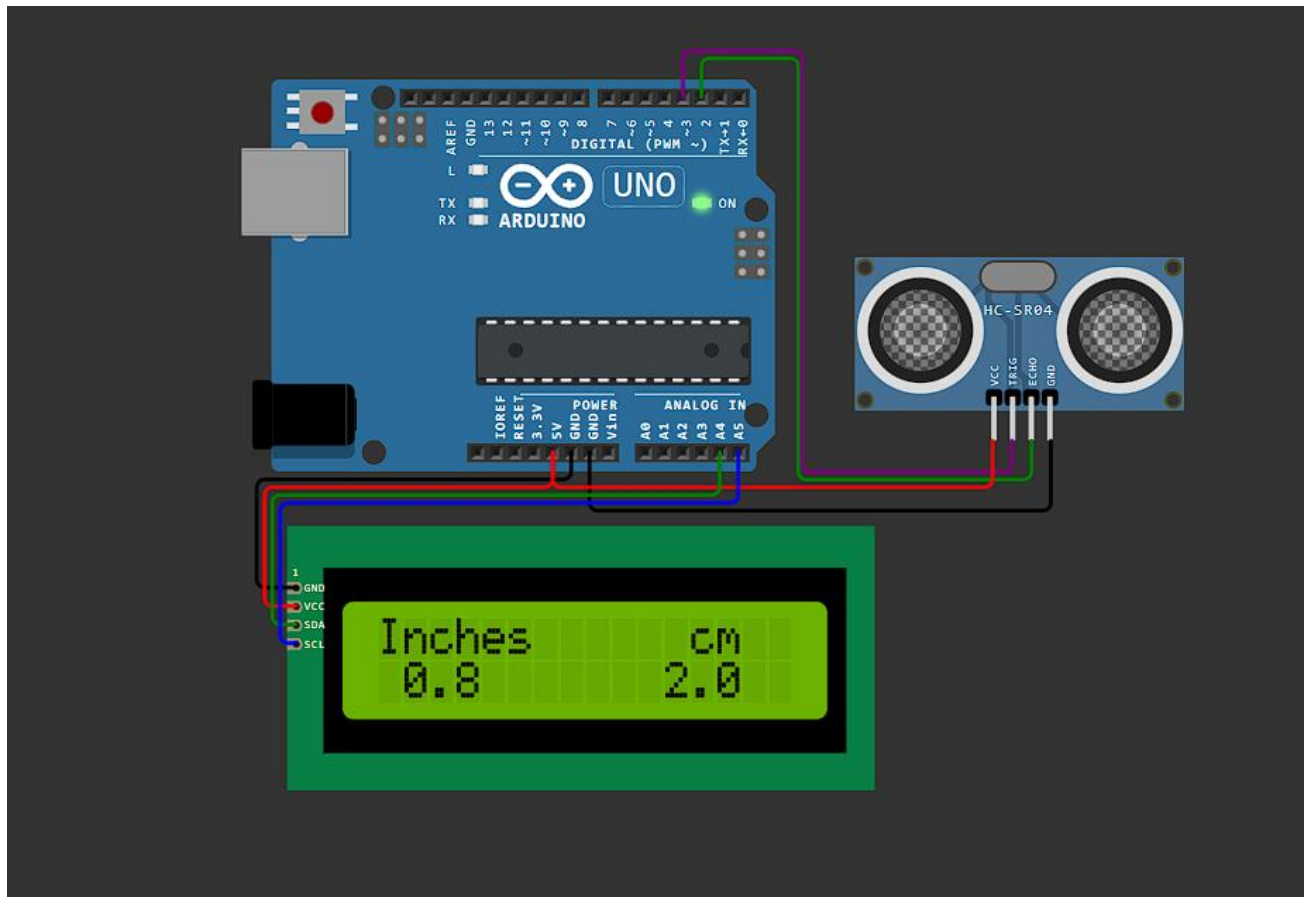 AREF
GND
13
12
~11
~10
~9
8
7
~6
~5
4
~3
2
TX→1
RX←0
DIGITAL (PWM ~)
L
TX
RX
UNO
ON
ARDUINO
HC-SR04
VCC
TRIG
ECHO
GND
POWER
ANALOG IN
IOREF
RESET
3.3V
5V
GND
GND
Vin
A0
A1
A2
A3
A4
A5
1
GND
VCC
SDA
SCL
Inches cm
0.8 2.0